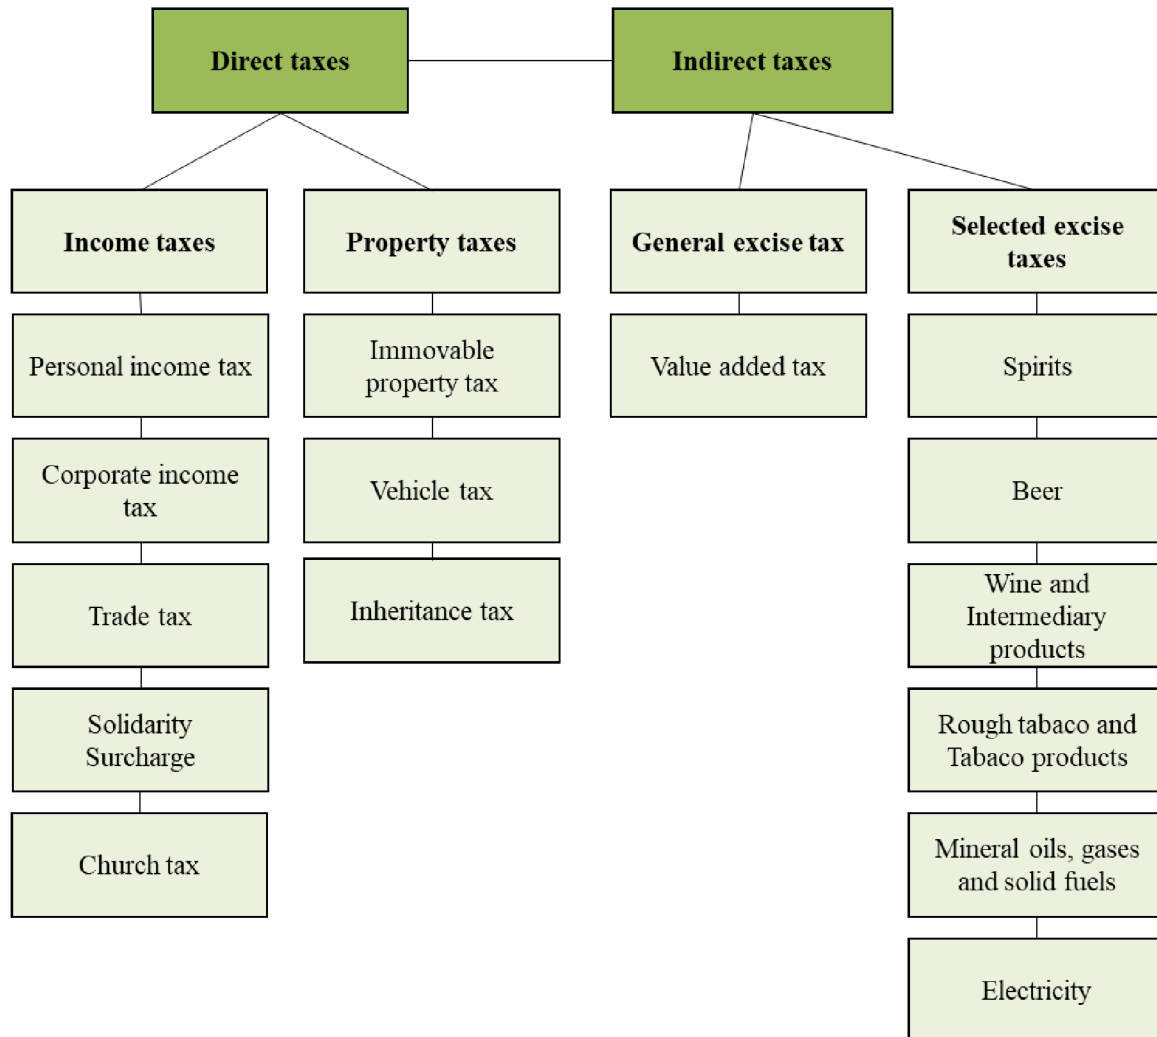 Direct taxes
Indirect taxes
Income taxes
Property taxes
General excise tax
Selected excise
taxes
Personal income tax
Immovable
property tax
Value added tax
Spirits
Corporate income
tax
Vehicle tax
Beer
Trade tax
Inheritance tax
Wine and
Intermediary
products
Solidarity
Surcharge
Rough tabaco and
Tabaco products
Church tax
Mineral oils, gases
and solid fuels
Electricity